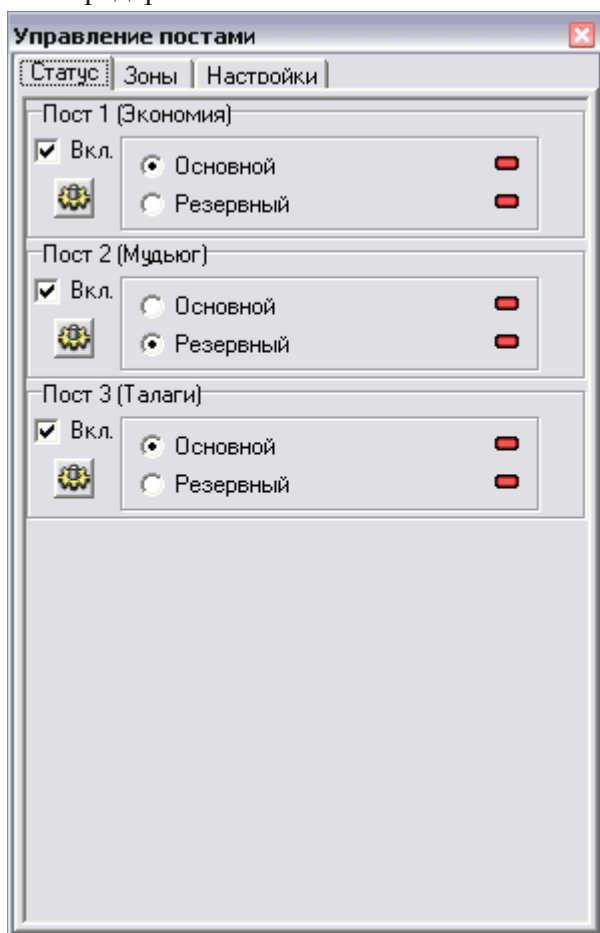 Управление постами
Статус Зоны Настройки
Пост 1 (Экономия)
Вкл.
Основной
Резервный
Пост 2 (Мудьюг)
Вкл.
Основной
Резервный
Пост 3 (Талаги)
Вкл.
Основной
Резервный